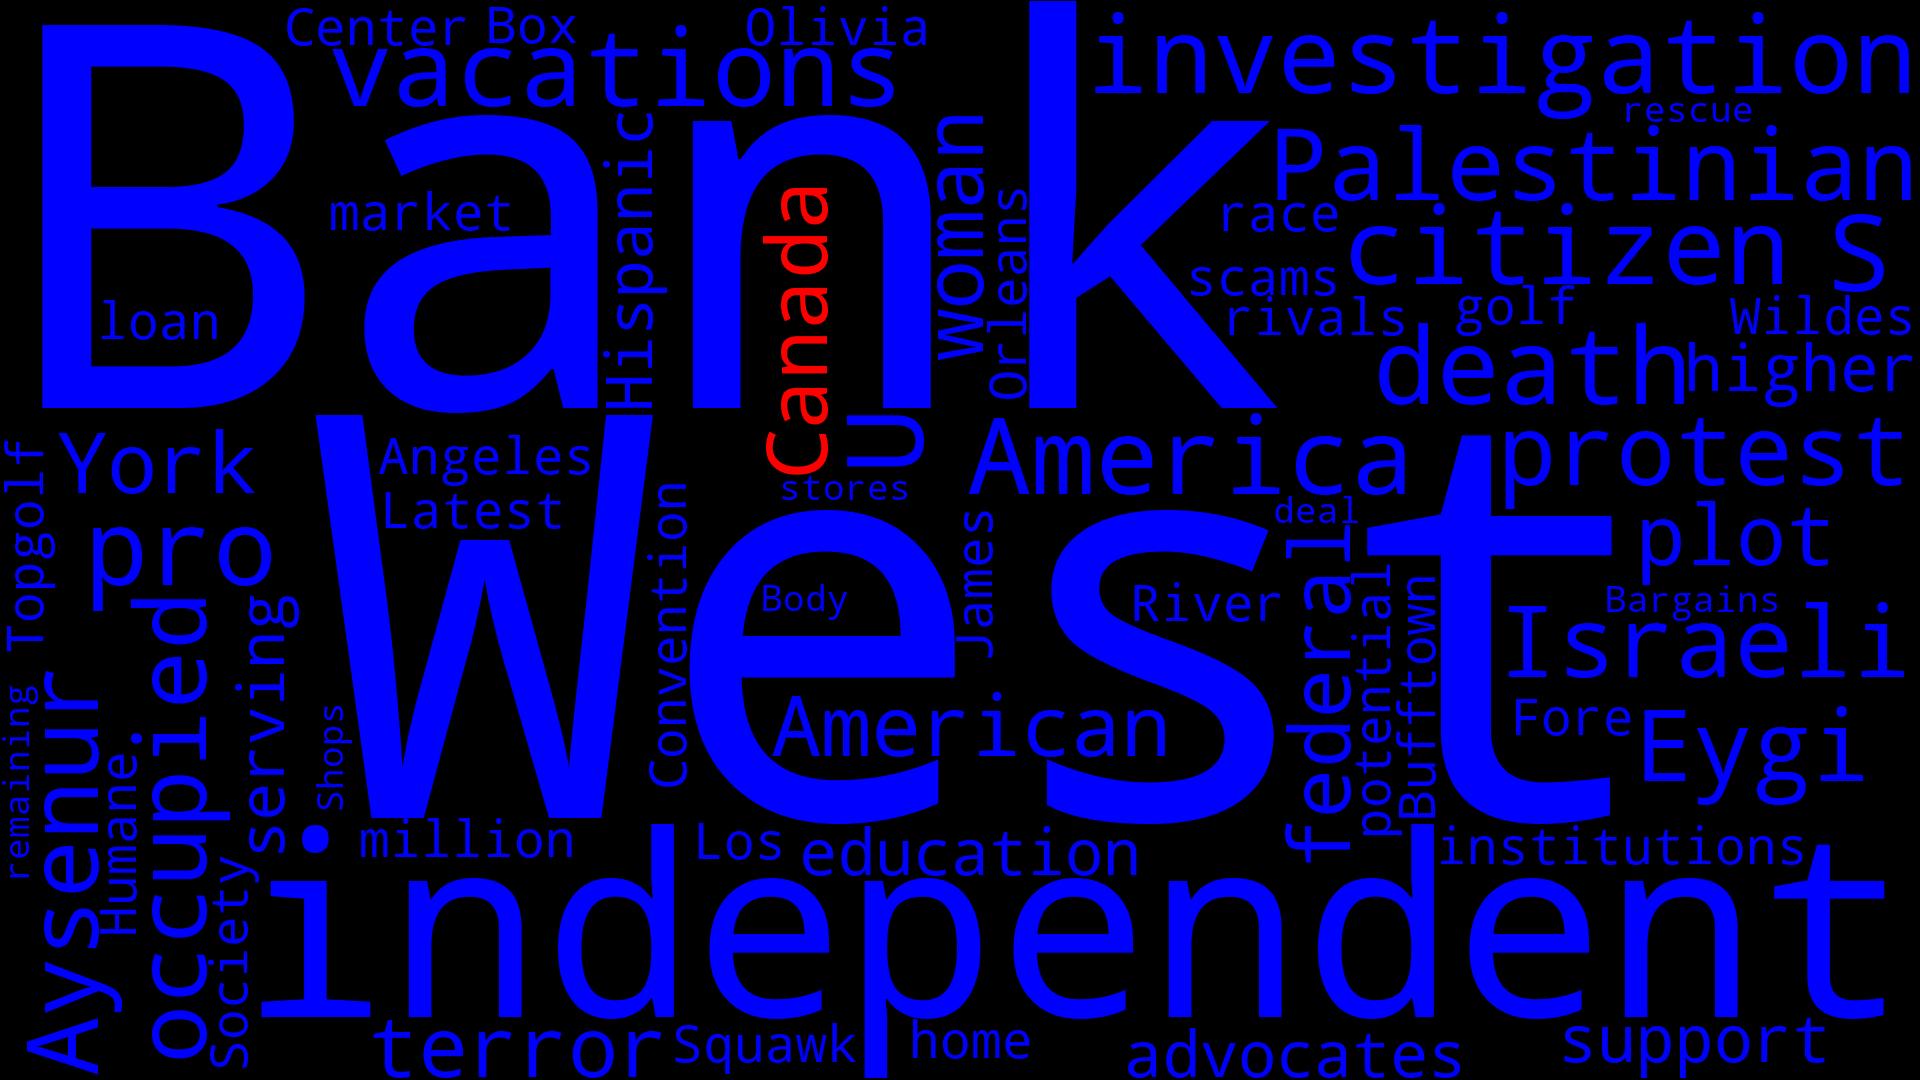 Center Box
Olivia
vacations
investigation
rescue
Bank
Palestinian
market
Hispanic
Canada
woman
Orleans
race
citizen
S
scams
loan
rivals
golf
Wildes
death
higher
York
Angeles
U
America
protest
Latest
stores
deal
Topgolf
pro
West
Convention
James
plot
occupied
serving
Body
River
federal
potential
Bufftown
Bargains
Israeli
remaining
Aysenur
Humane
Shops
American
Fore
Eygi
million
Los
education
institutions
Society
independent
terror
Squawk
home
advocates
support